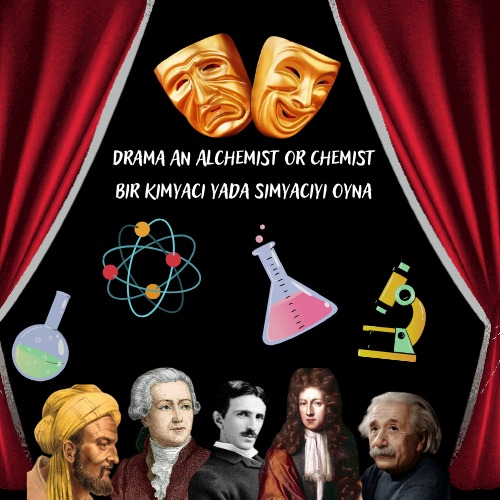 DRAMA AN ALCHEMIST OR CHEMIST
BIR KIMYACI YADA SIMYACIYI OYNA